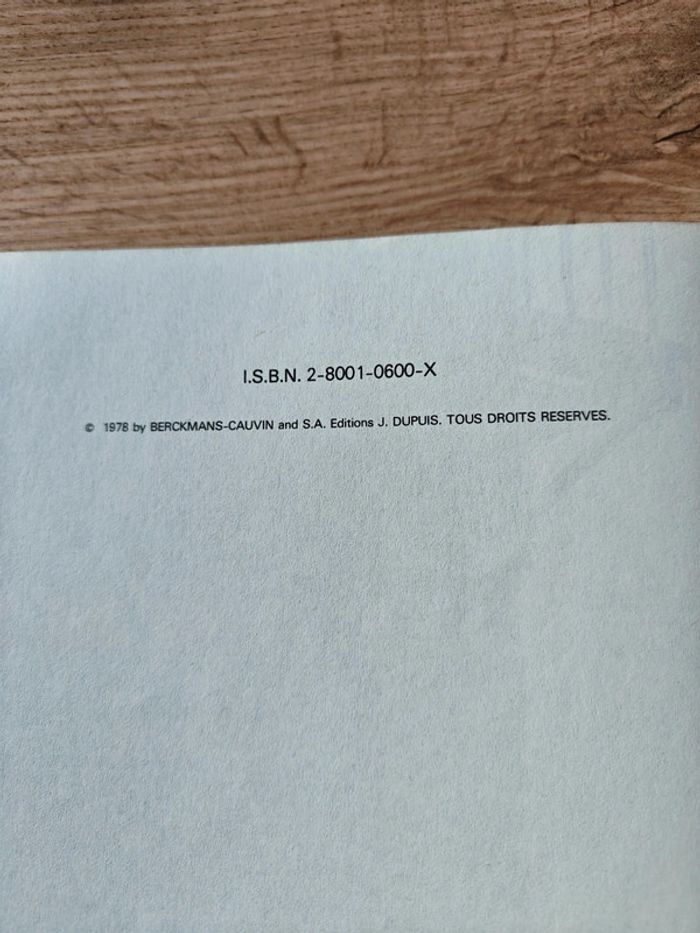 I.S.B.N. 2-8001-0600-X
© 1978 by BERCKMANS-CAUVIN and S.A. Editions J. DUPUIS. TOUS DROITS RESERVES.